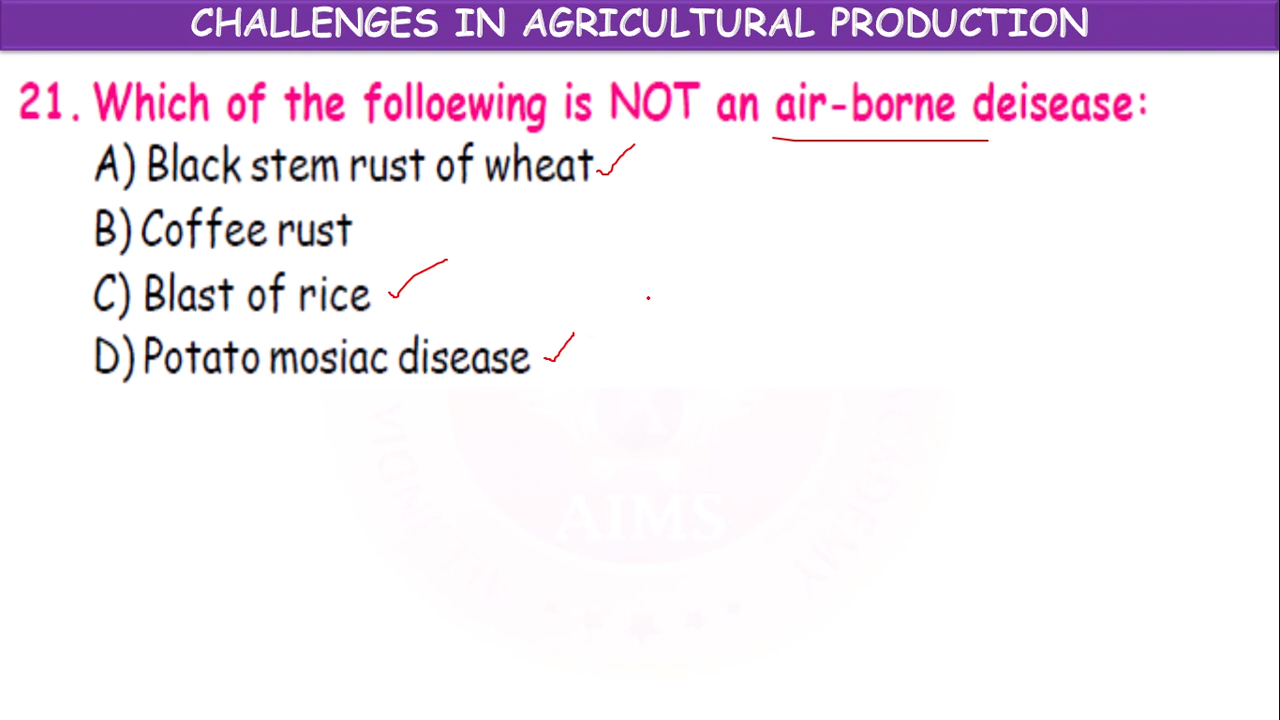 CHALLENGES IN AGRICULTURAL PRODUCTION
21. Which of the folloewing is NOT an air-borne deisease:
A) Black stem rust of wheat
B) Coffee rust
C) Blast of rice
D) Potato mosiac disease
AIMS